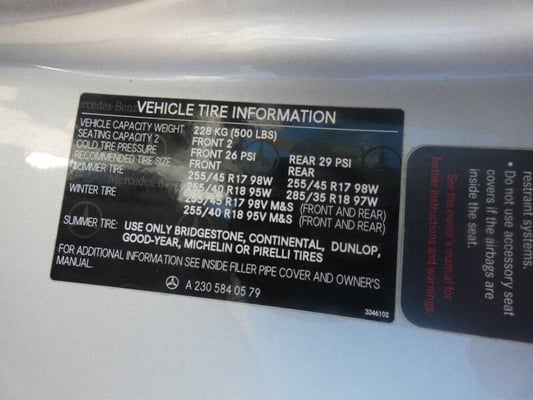 VEHICLE TIRE INFORMATION
VEHICLE CAPACITY WEIGHT 228 KG (500 LBS)
SEATING CAPACITY 2 FRONT 2
COLD TIRE PRESSURE FRONT 26 PSI REAR 29 PSI
RECOMMENDED TIRE SIZE FRONT REAR
SUMMER TIRE 255/45 R17 98W 255/45 R17 98W
255/40 R18 95W 285/35 R18 97W
WINTER TIRE 255/45 R17 98V M&S (FRONT AND REAR)
255/40 R18 95V M&S (FRONT AND REAR)
SUMMER TIRE: USE ONLY BRIDGESTONE, CONTINENTAL, DUNLOP,
GOOD-YEAR, MICHELIN OR PIRELLI TIRES
FOR ADDITIONAL INFORMATION SEE INSIDE FILLER PIPE COVER AND OWNER'S
MANUAL.
A 230 584 05 79
3346102
restraint systems.
• Do not use accessory seat
covers if the airbags are
inside the seat.
See the owner's manual for
further instructions and warnings.